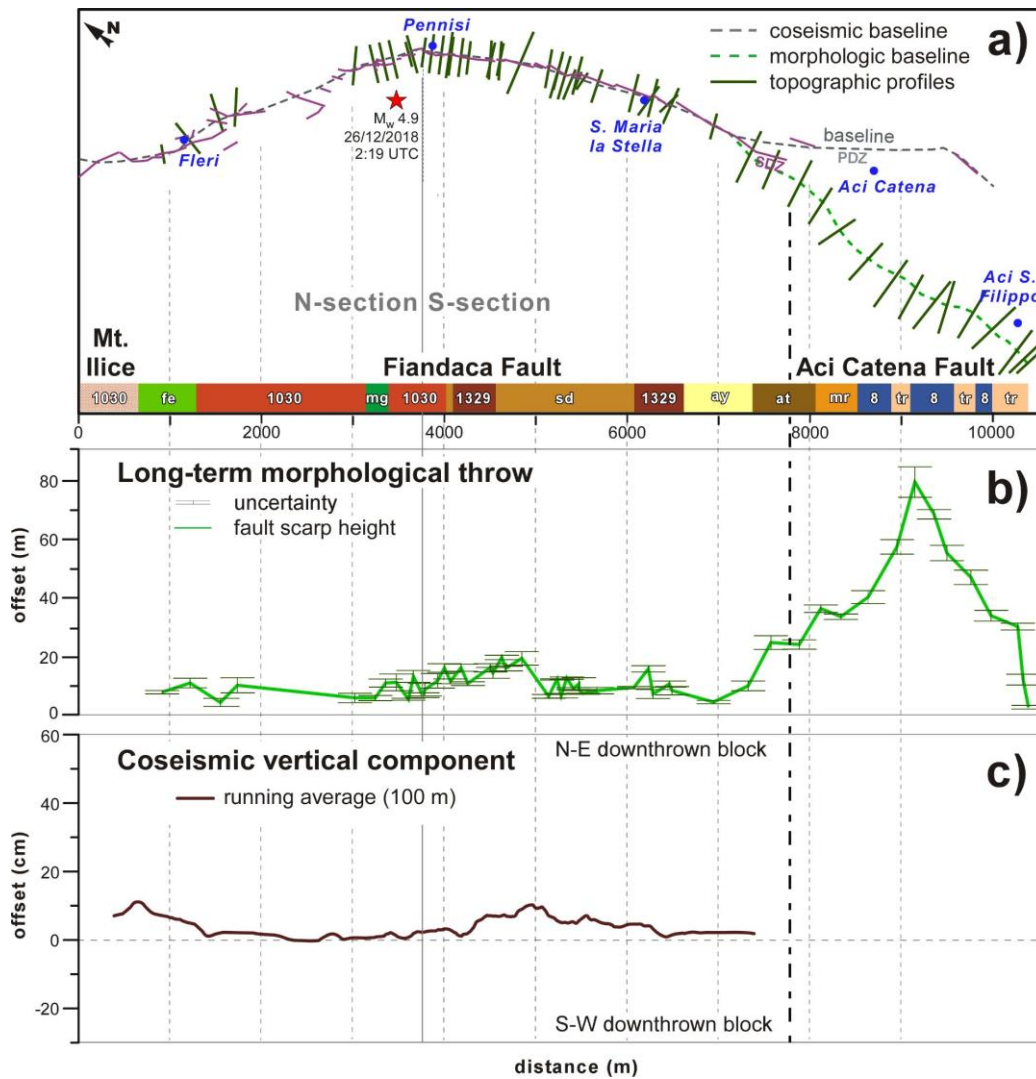 N
Pennisi
a)
coseismic baseline
morphologic baseline
topographic profiles
Mw 4.9
26/12/2018
2:19 UTC
Fleri
S. Maria
la Stella
baseline
PDZ
SDZ
Aci Catena
Aci S.
Filippo
N-section S-section
Mt.
Ilice
Fiandaca Fault
Aci Catena Fault
1030 fe 1030 mg 1030 1329 sd 1329 ay at mr 8 tr 8 tr 8 tr
0 2000 4000 6000 8000 10000
Long-term morphological throw
b)
uncertainty
fault scarp height
80
60
40
20
0
offset (m)
Coseismic vertical component
N-E downthrown block
c)
running average (100 m)
60
40
20
0
-20
offset (cm)
S-W downthrown block
distance (m)